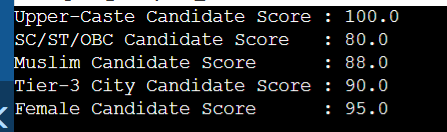 Upper-Caste Candidate Score : 100.0
SC/ST/OBC Candidate Score : 80.0
Muslim Candidate Score : 88.0
Tier-3 City Candidate Score : 90.0
Female Candidate Score : 95.0